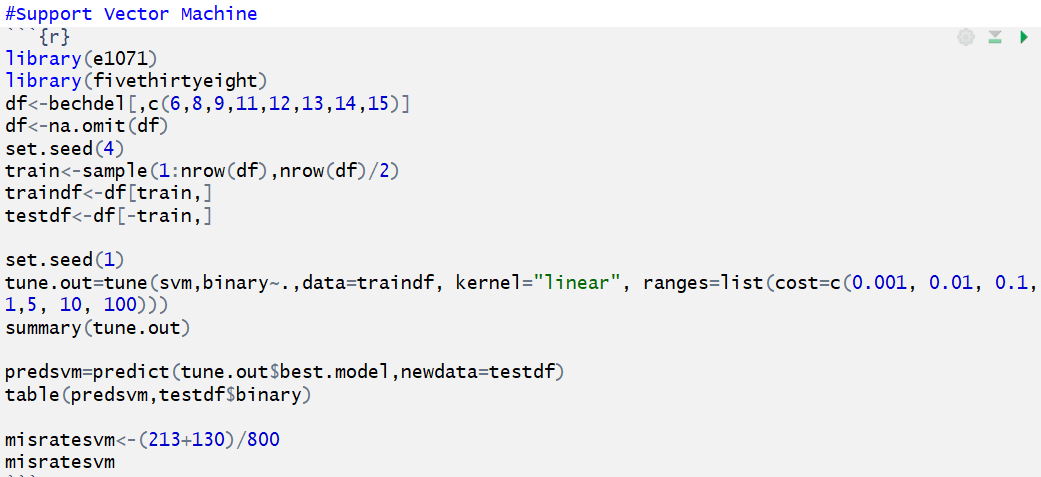 #Support Vector Machine
```{r}
library(e1071)
library(fivethirtyeight)
df<-bechdel[,c(6,8,9,11,12,13,14,15)]
df<-na.omit(df)
set.seed(4)
train<-sample(1:nrow(df),nrow(df)/2)
traindf<-df[train,]
testdf<-df[-train,]
set.seed(1)
tune.out=tune(svm,binary~.,data=traindf, kernel="linear", ranges=list(cost=c(0.001, 0.01, 0.1,
1,5, 10, 100)))
summary(tune.out)
predsvm=predict(tune.out$best.model,newdata=testdf)
table(predsvm,testdf$binary)
misratesvm<-(213+130)/800
misratesvm
```